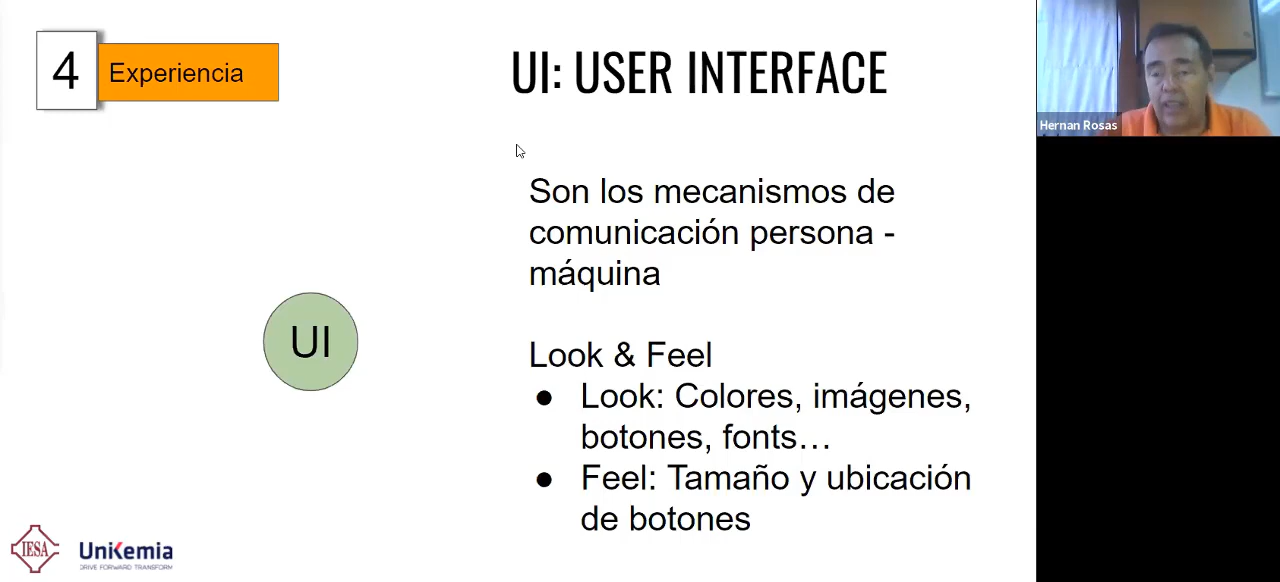 4
Experiencia
UI: USER INTERFACE
Hernan Rosas
Son los mecanismos de
comunicación persona -
máquina
UI
Look & Feel
● Look: Colores, imágenes,
botones, fonts…
● Feel: Tamaño y ubicación
de botones
IESA
UniKemia
DRIVE FORWARD TRANSFORM